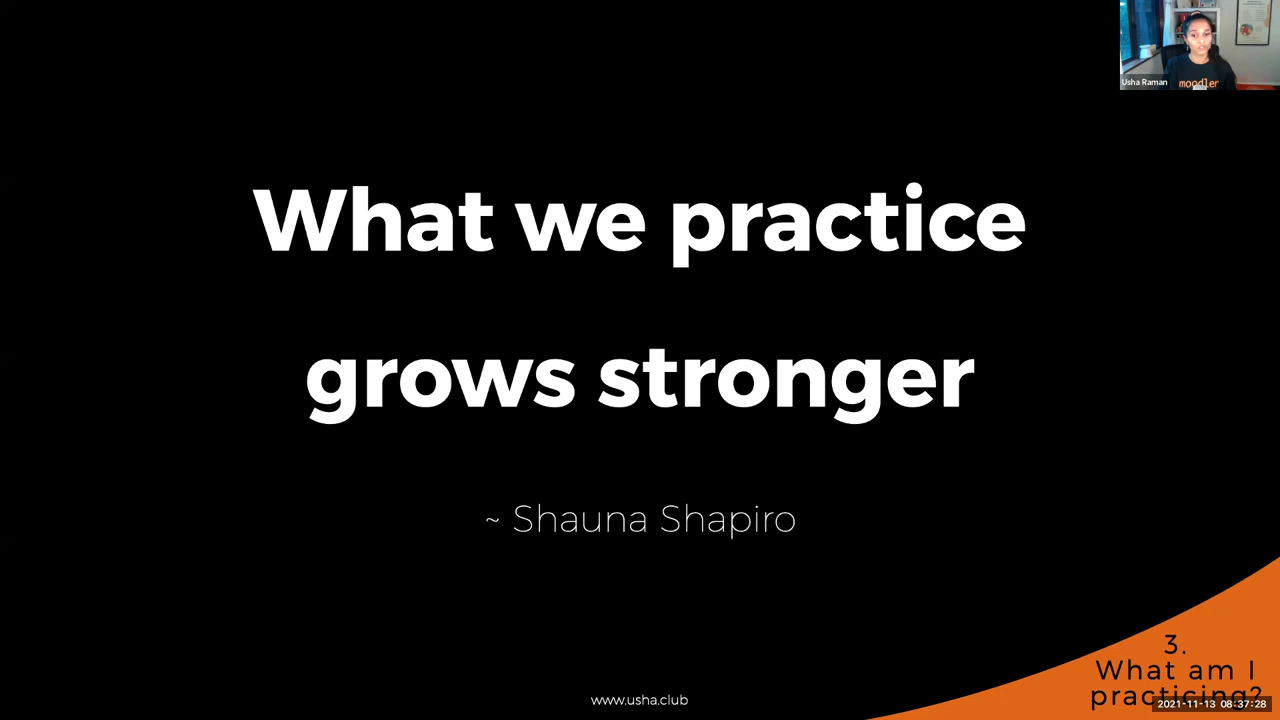 Usha Raman
moodler
What we practice
grows stronger
~ Shauna Shapiro
3.
What am I
practicing?
www.usha.club
2021-11-13 08:37:28